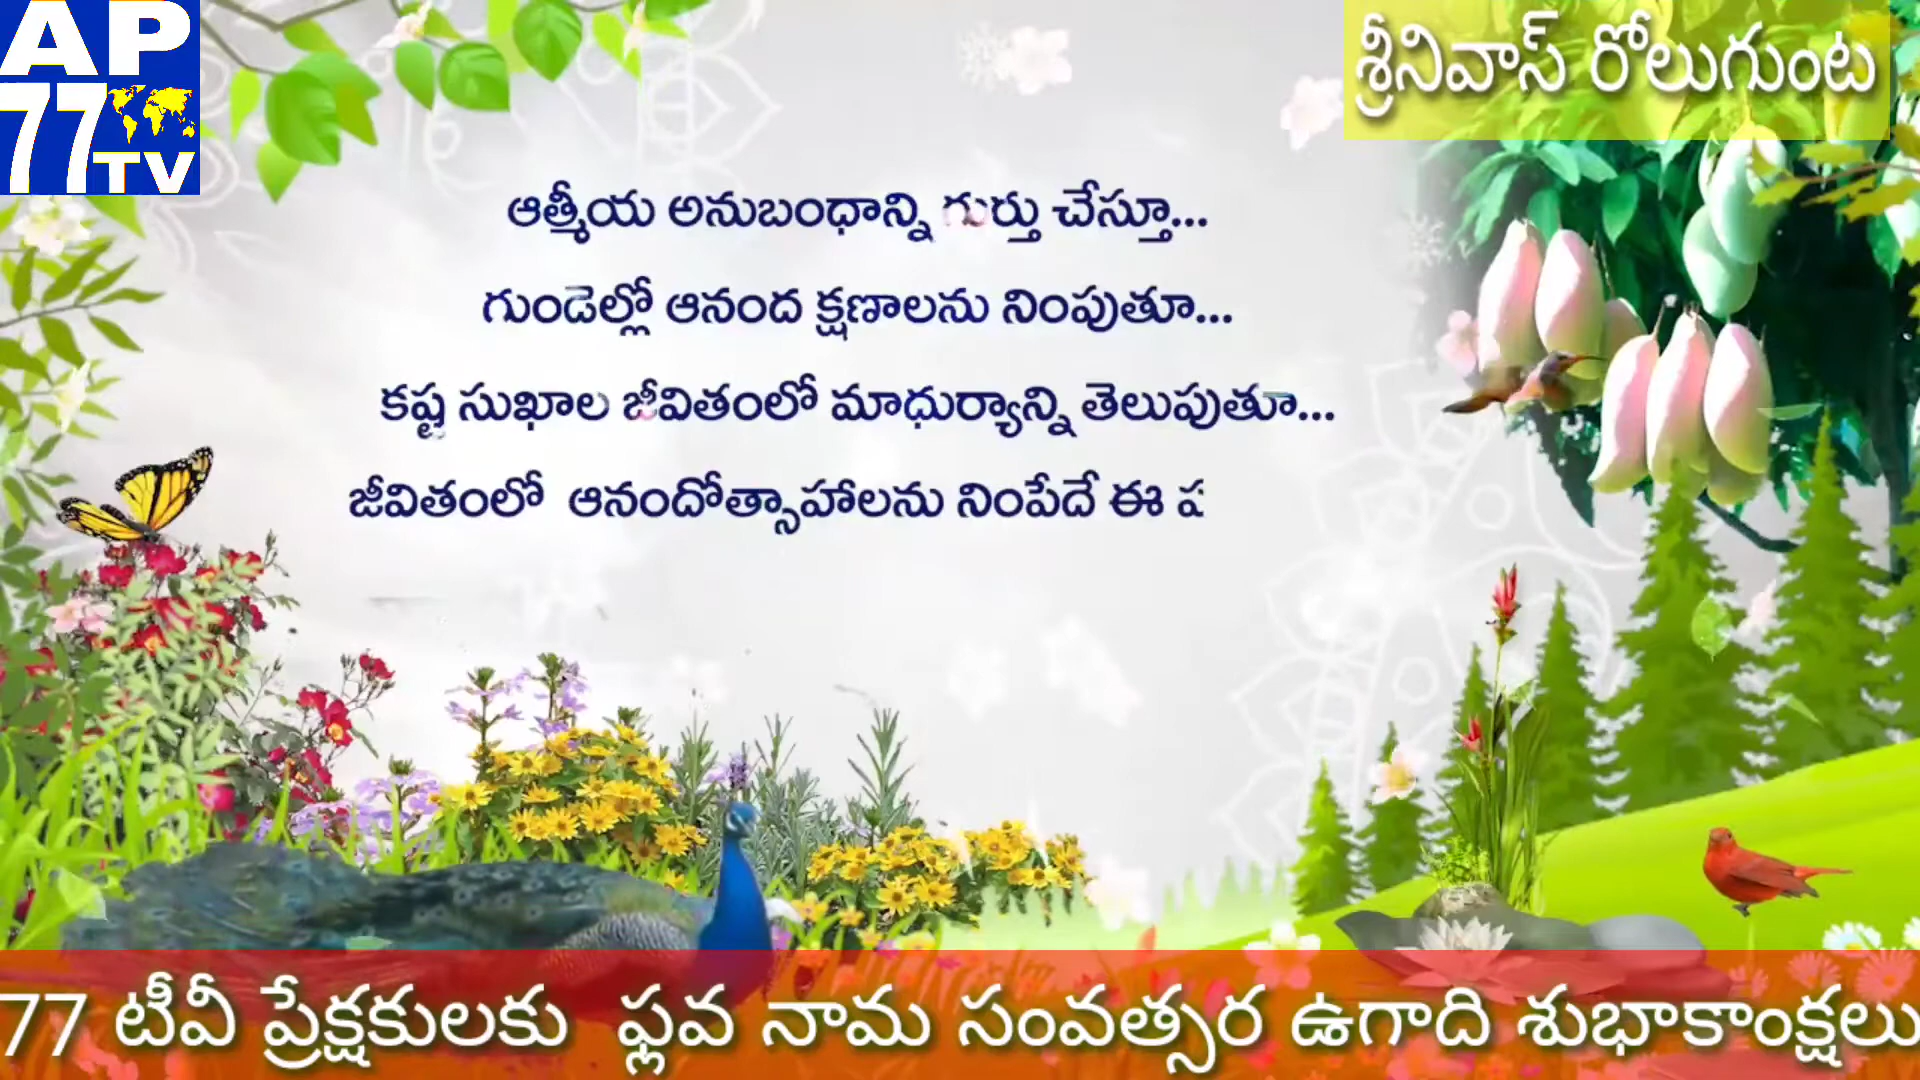 AP
77
TV
శ్రీనివాస్ రోలుగుంట
ఆత్మీయ అనుబంధాన్ని గుర్తు చేస్తూ...
గుండెల్లో ఆనంద క్షణాలను నింపుతూ...
కష్ట సుఖాల జీవితంలో మాధుర్యాన్ని తెలుపుతూ...
జీవితంలో ఆనందోత్సాహాలను నింపేదే ఈ
77 టీవీ ప్రేక్షకులకు ప్లవ నామ సంవత్సర ఉగాది శుభాకాంక్షలు